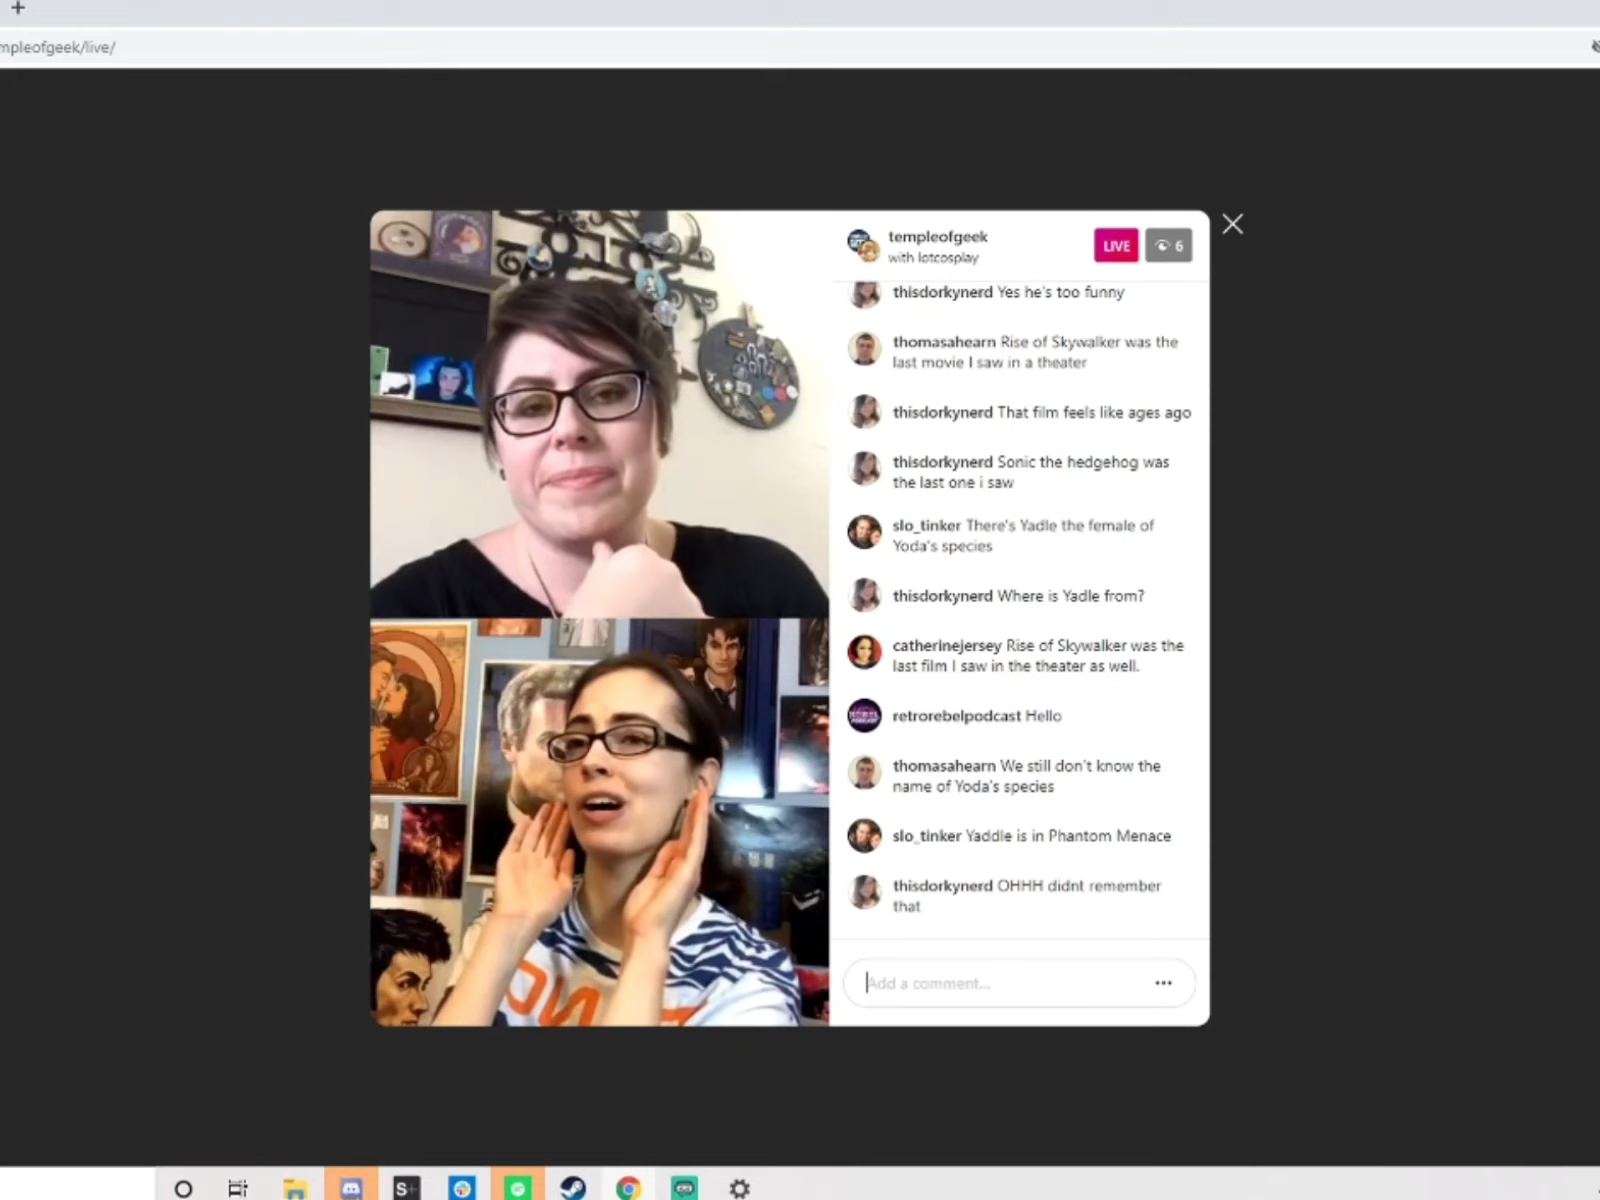 +
mpleofgeek/live/
templeofgeek
with lotcosplay
LIVE
6
thisdorkynerd Yes he's too funny
thomasahearn Rise of Skywalker was the
last movie I saw in a theater
thisdorkynerd That film feels like ages ago
thisdorkynerd Sonic the hedgehog was
the last one i saw
slo_tinker There's Yadle the female of
Yoda's species
thisdorkynerd Where is Yadle from?
catherinejersey Rise of Skywalker was the
last film I saw in the theater as well.
retrorebelpodcast Hello
thomasahearn We still don't know the
name of Yoda's species
slo_tinker Yaddle is in Phantom Menace
thisdorkynerd OHHH didnt remember
that
Add a comment...
S+